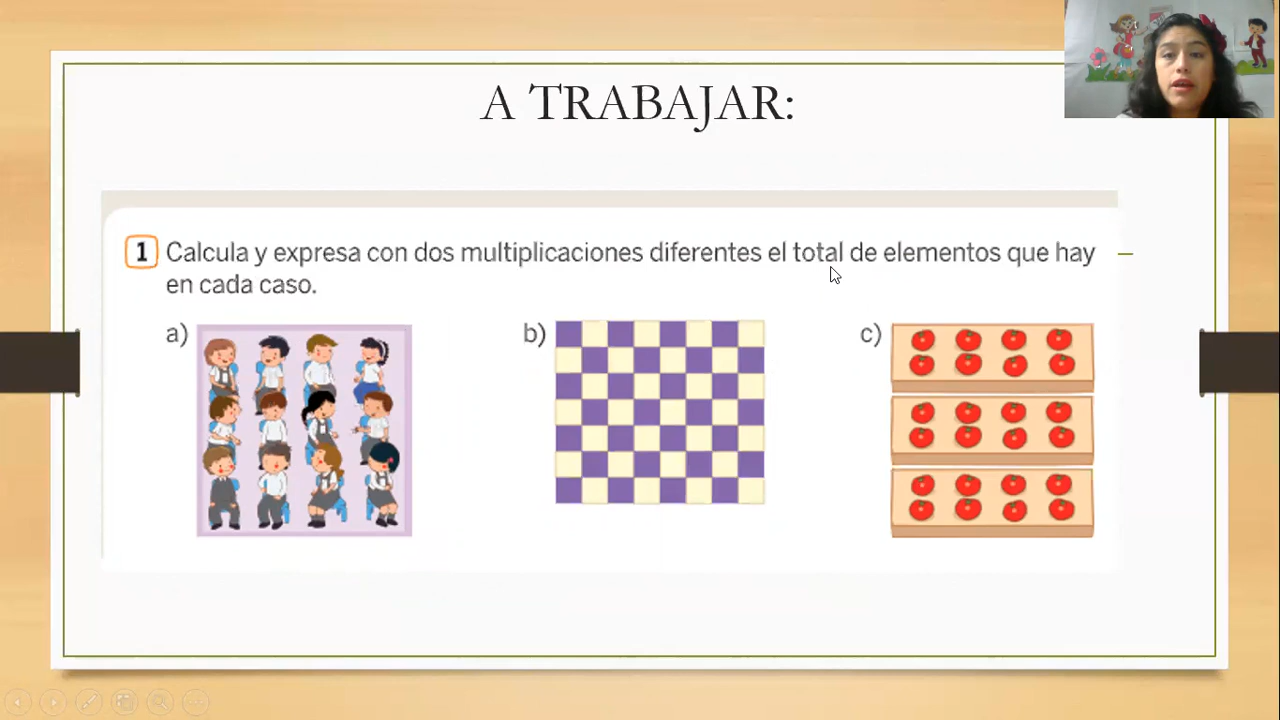 A TRABAJAR:
1 Calcula y expresa con dos multiplicaciones diferentes el total de elementos que hay
en cada caso.
a)
b)
c)